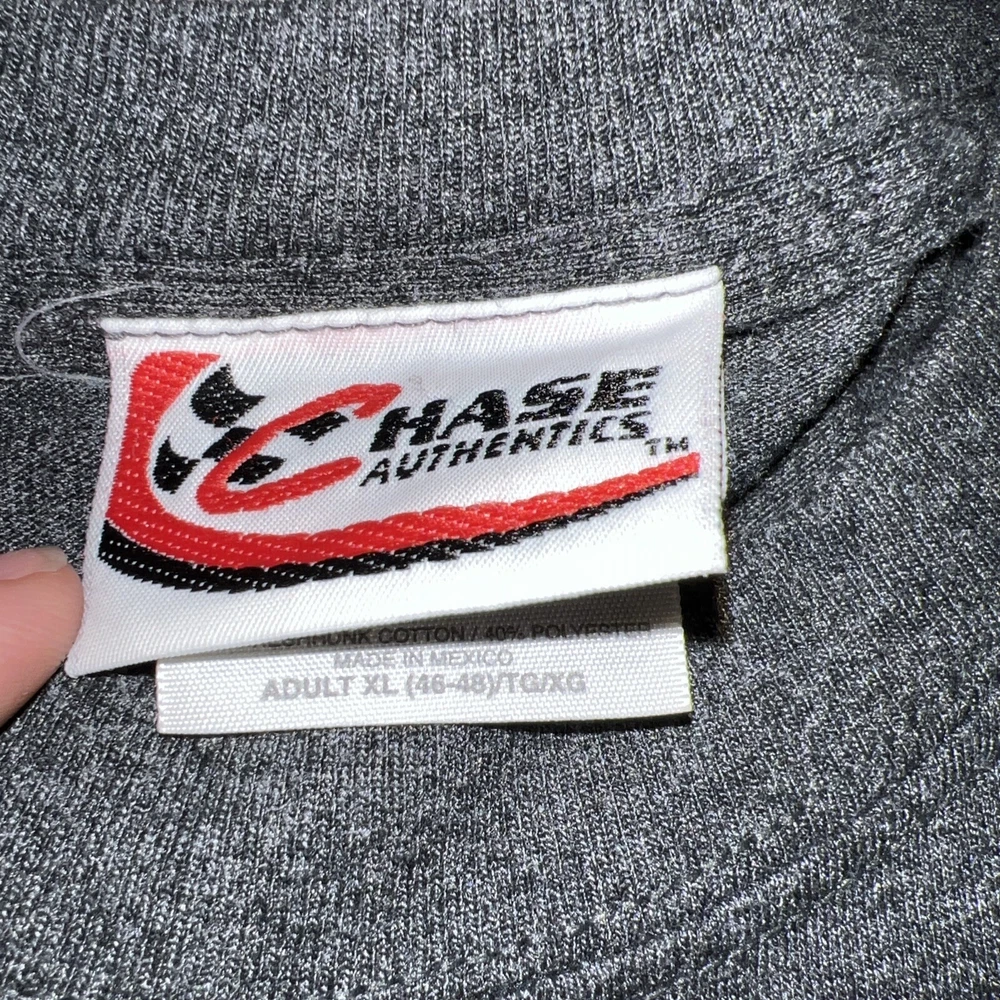 CHASE
AUTHENTICS TM
COTTON / 40% POLYESTER
MADE IN MEXICO
ADULT XL (46-48)/TG/XG